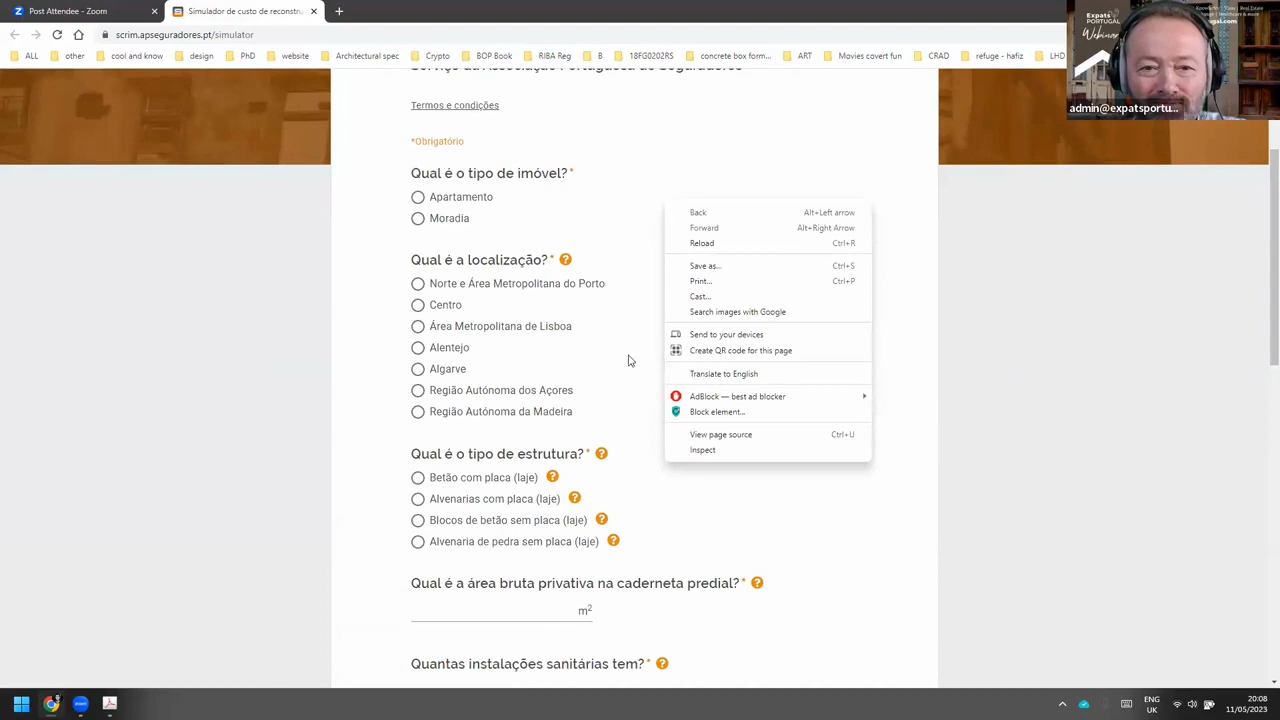 Post Attendee - Zoom
Simulador de custo de reconstru
scrim.apseguradores.pt/simulator
ALL
other
cool and know
design
PhD
website
Architectural spec
Crypto
BOP Book
RIBA Reg
B
18FG0202RS
concrete box form...
ART
Movies covert fun
CRAD
refuge - hafiz
LHD
Expats
PORTUGAL
Webinar
admin@expatsportu...
Serviço da Associação Portuguesa de Seguradores
Termos e condições
*Obrigatório
Qual é o tipo de imóvel?*
Apartamento
Moradia
Qual é a localização?* ?
Norte e Área Metropolitana do Porto
Centro
Área Metropolitana de Lisboa
Alentejo
Algarve
Região Autónoma dos Açores
Região Autónoma da Madeira
Qual é o tipo de estrutura?* ?
Betão com placa (laje) ?
Alvenarias com placa (laje) ?
Blocos de betão sem placa (laje) ?
Alvenaria de pedra sem placa (laje) ?
Qual é a área bruta privativa na caderneta predial?* ?
m²
Quantas instalações sanitárias tem?* ?
Back Alt+Left arrow
Forward Alt+Right Arrow
Reload Ctrl+R
Save as... Ctrl+S
Print... Ctrl+P
Cast...
Search images with Google
Send to your devices
Create QR code for this page
Translate to English
AdBlock — best ad blocker
Block element...
View page source Ctrl+U
Inspect
ENG
UK
20:08
11/05/2023